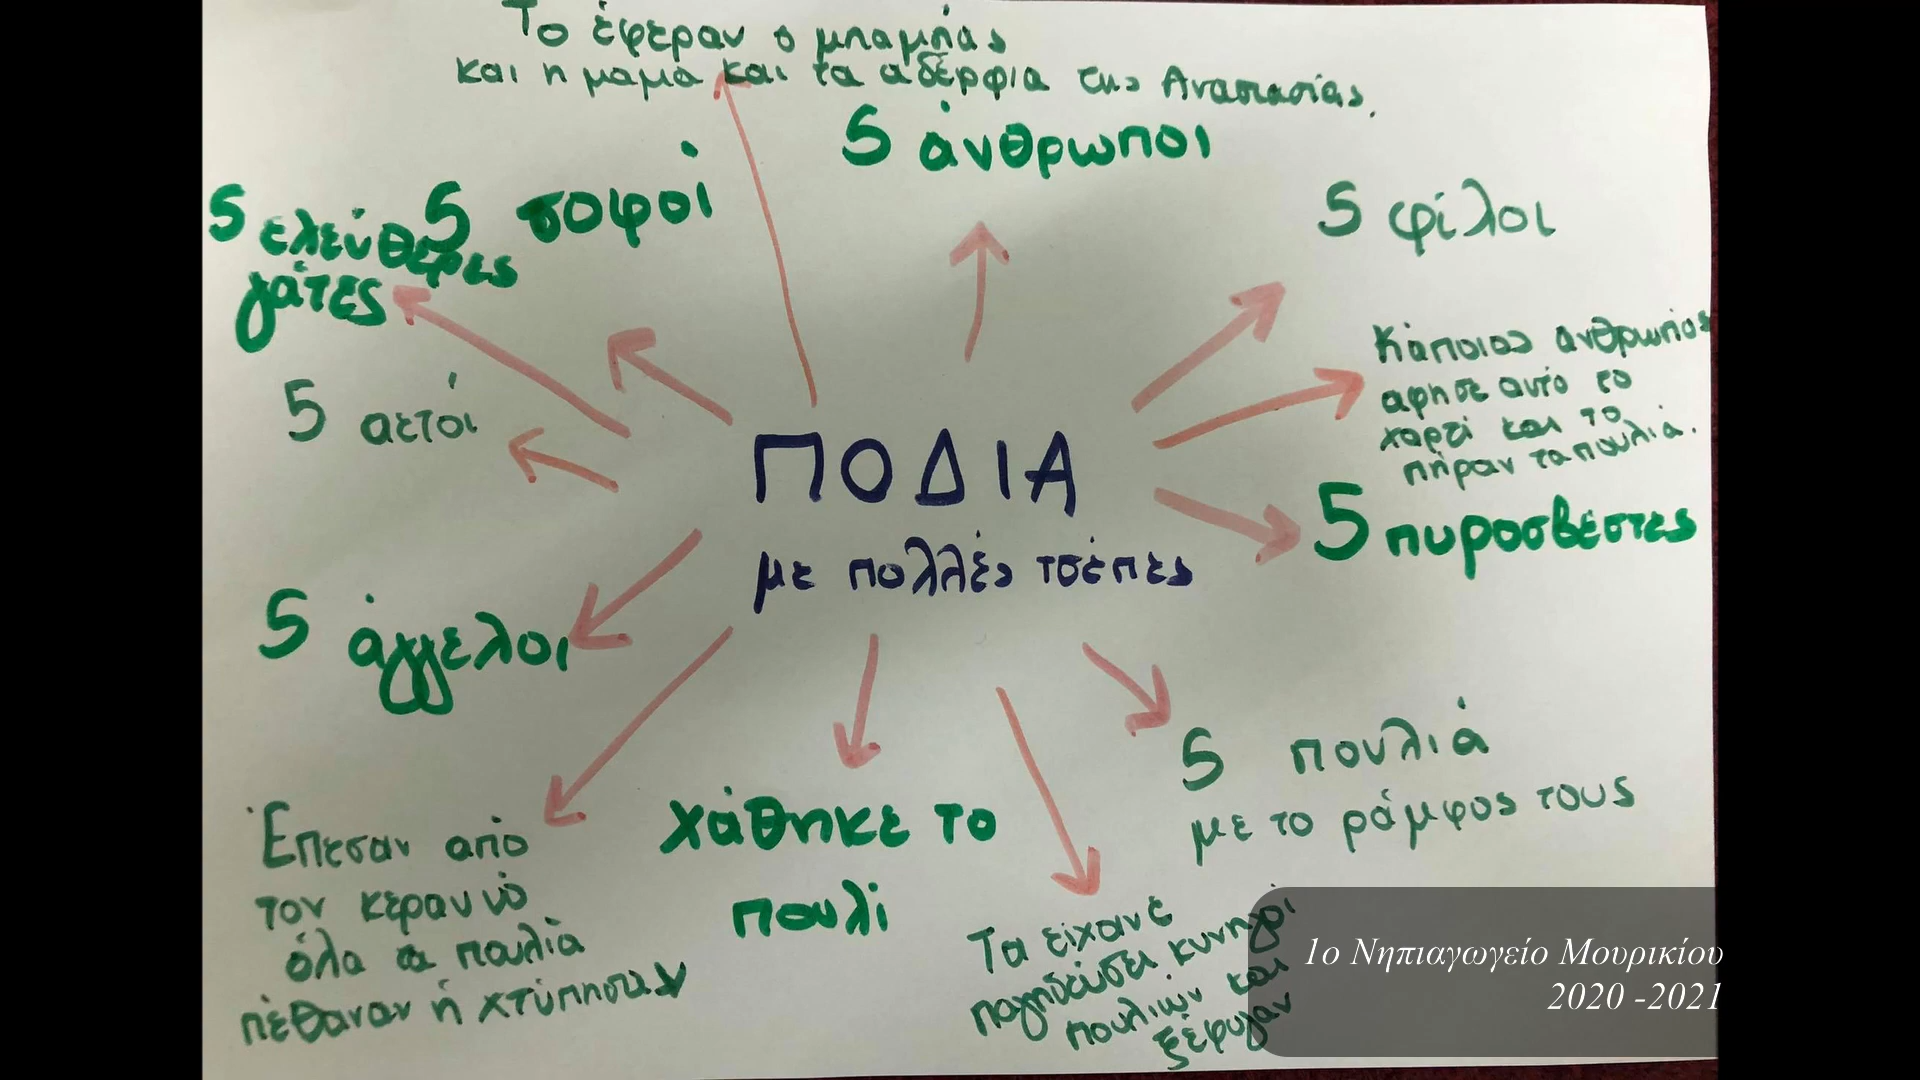 Το έφεραν ο μπαμπάς
και η μαμά και τα αδέρφια της Αναστασίας.
5 άνθρωποι
5 σοφοί
5 ελεύθερες
γάτες
5 φίλοι
Κάποιος άνθρωπος
αφησε αυτό το
χαρτί και το
πήραν τα πουλιά.
5 αετοί
ΠΟΔΙΑ
με πολλές τσέπες
5 πυροσβέστες
5 άγγελοι
5 πουλιά
με το ράμφος τους
Έπεσαν από
τον κεραυνό
όλα τα πουλιά
πέθαναν ή χτύπησαν
χάθηκε το
πουλί
Τα είχανε
παγιδεύσει κυνηγοί
πουλιών και
ξέφυγαν
1ο Νηπιαγωγείο Μουρικίου
2020 -2021